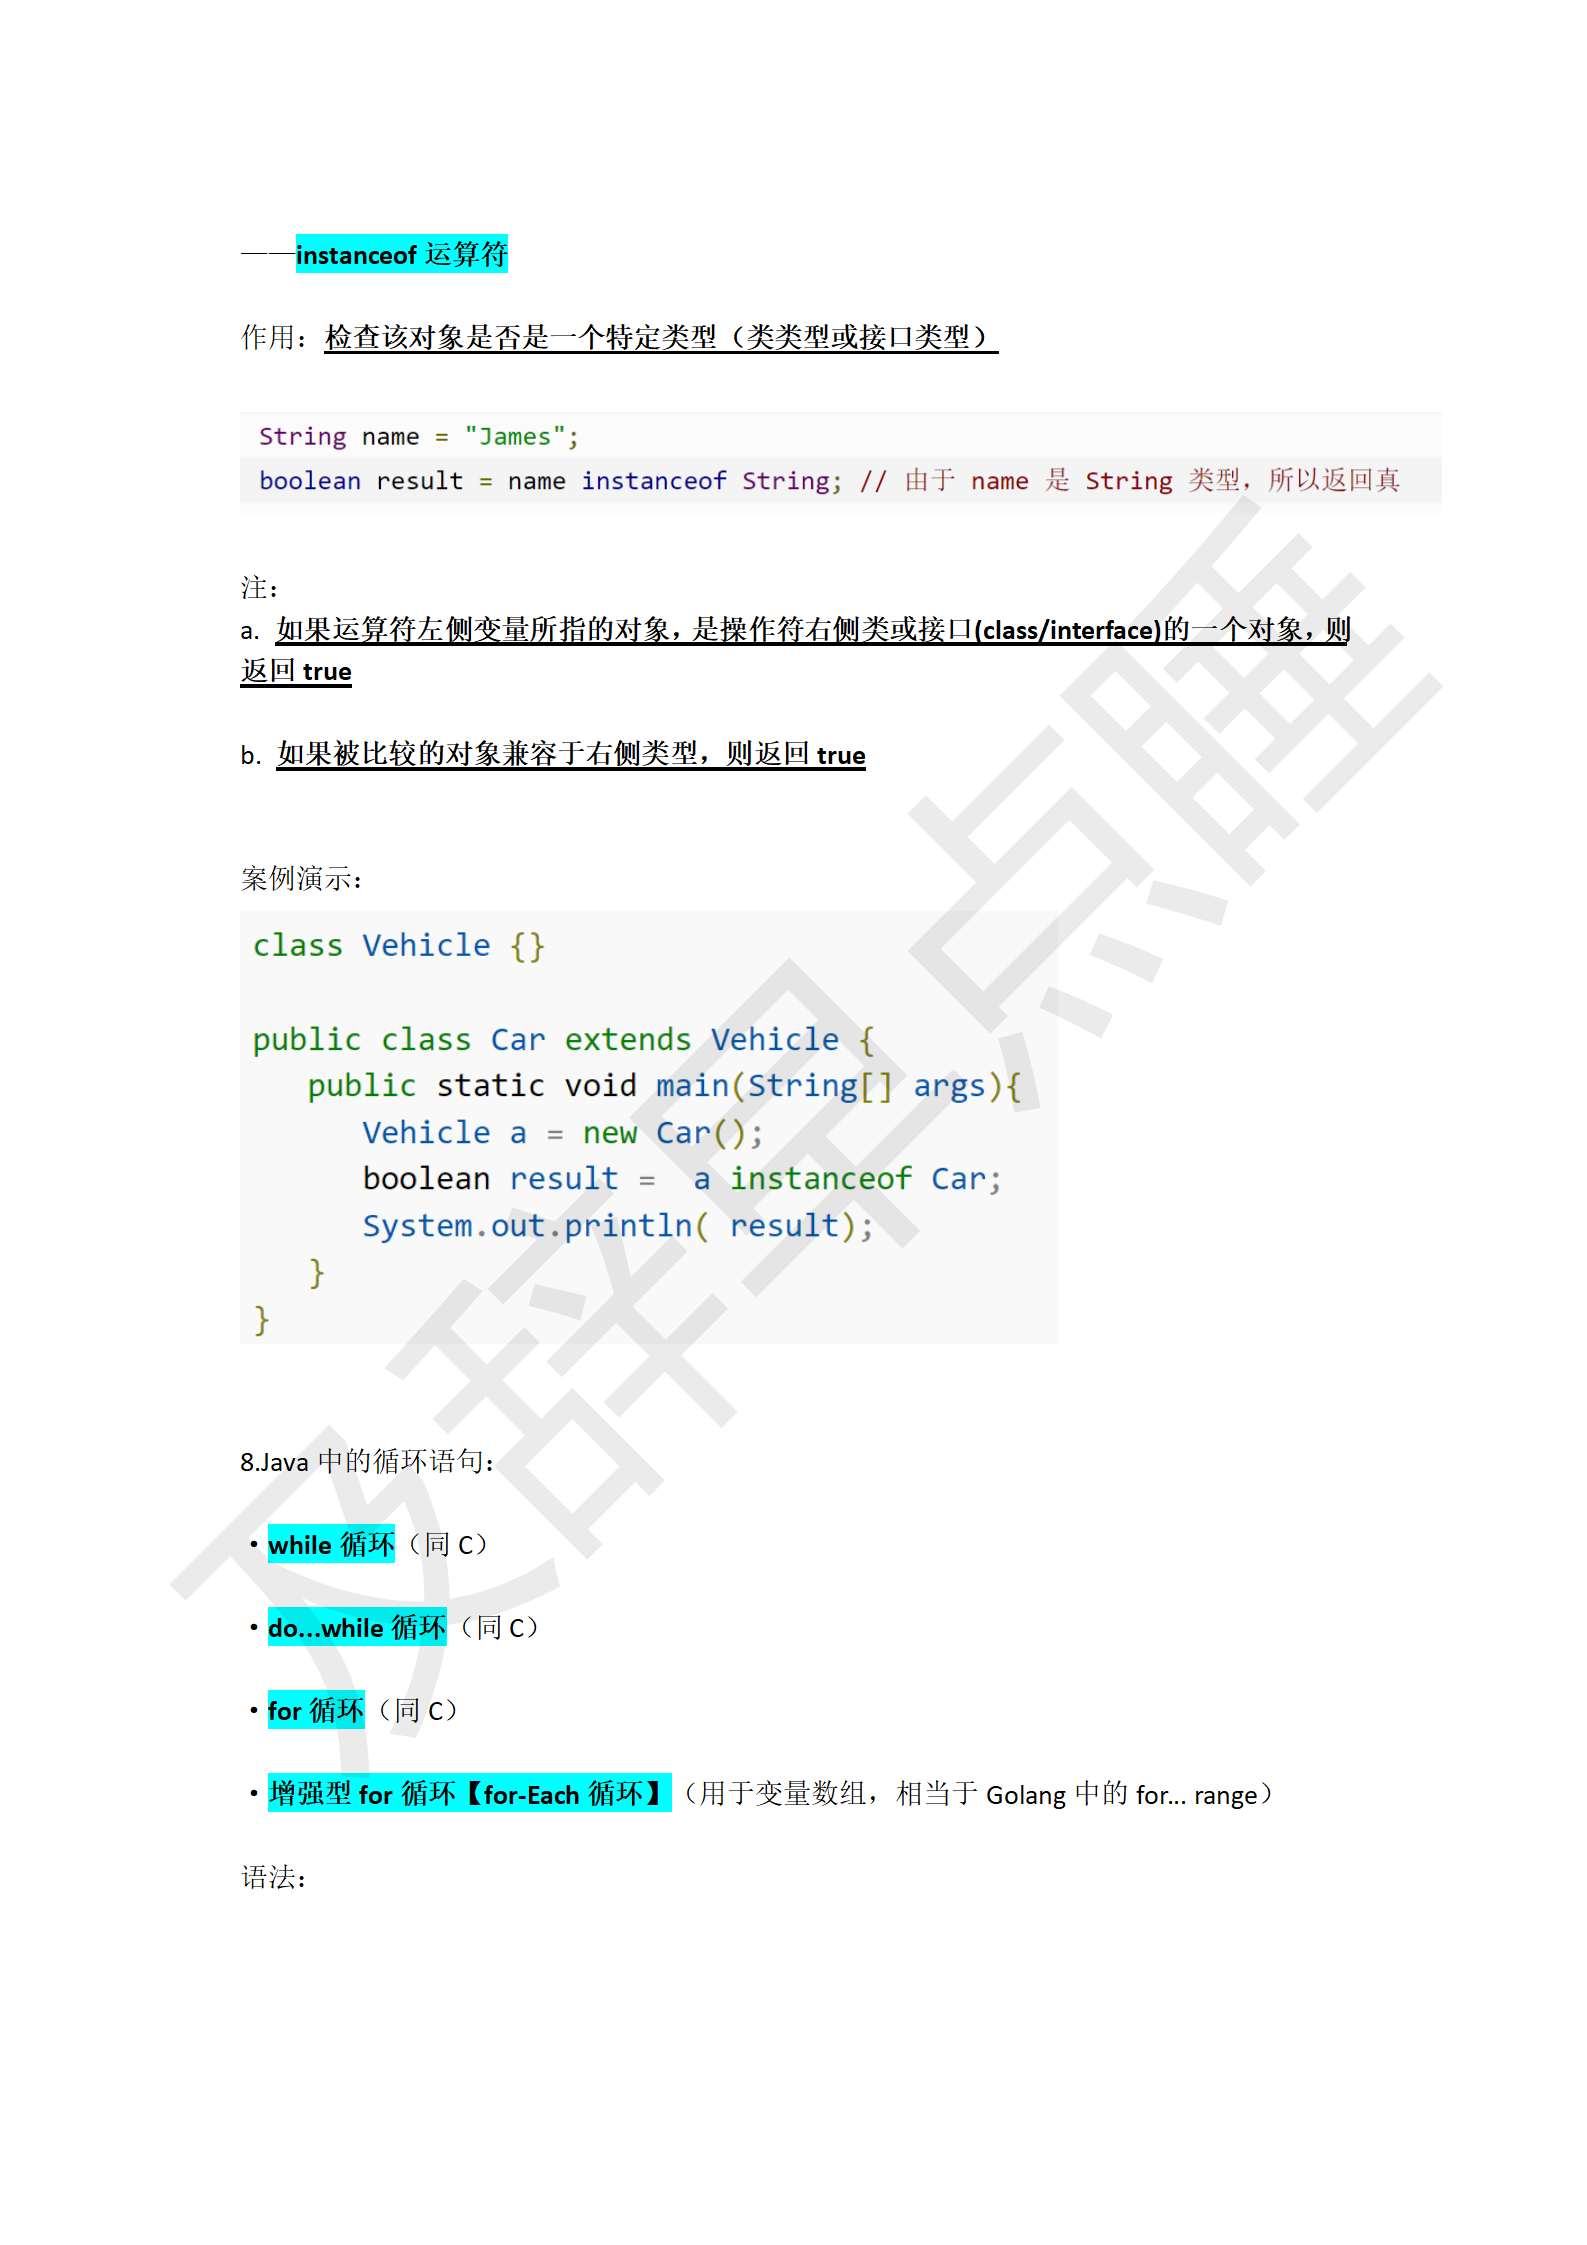 ——instanceof 运算符
作用：检查该对象是否是一个特定类型（类类型或接口类型）
String name = "James";
boolean result = name instanceof String; // 由于 name 是 String 类型，所以返回真
注：
a. 如果运算符左侧变量所指的对象，是操作符右侧类或接口(class/interface)的一个对象，则
返回 true
b. 如果被比较的对象兼容于右侧类型，则返回 true
案例演示：
class Vehicle {}
public class Car extends Vehicle {
   public static void main(String[] args){
      Vehicle a = new Car();
      boolean result =  a instanceof Car;
      System.out.println( result);
   }
}
8.Java 中的循环语句：
·while 循环（同 C）
·do…while 循环（同 C）
·for 循环（同 C）
·增强型 for 循环【for-Each 循环】（用于变量数组，相当于 Golang 中的 for... range）
语法：
及辞早点睡